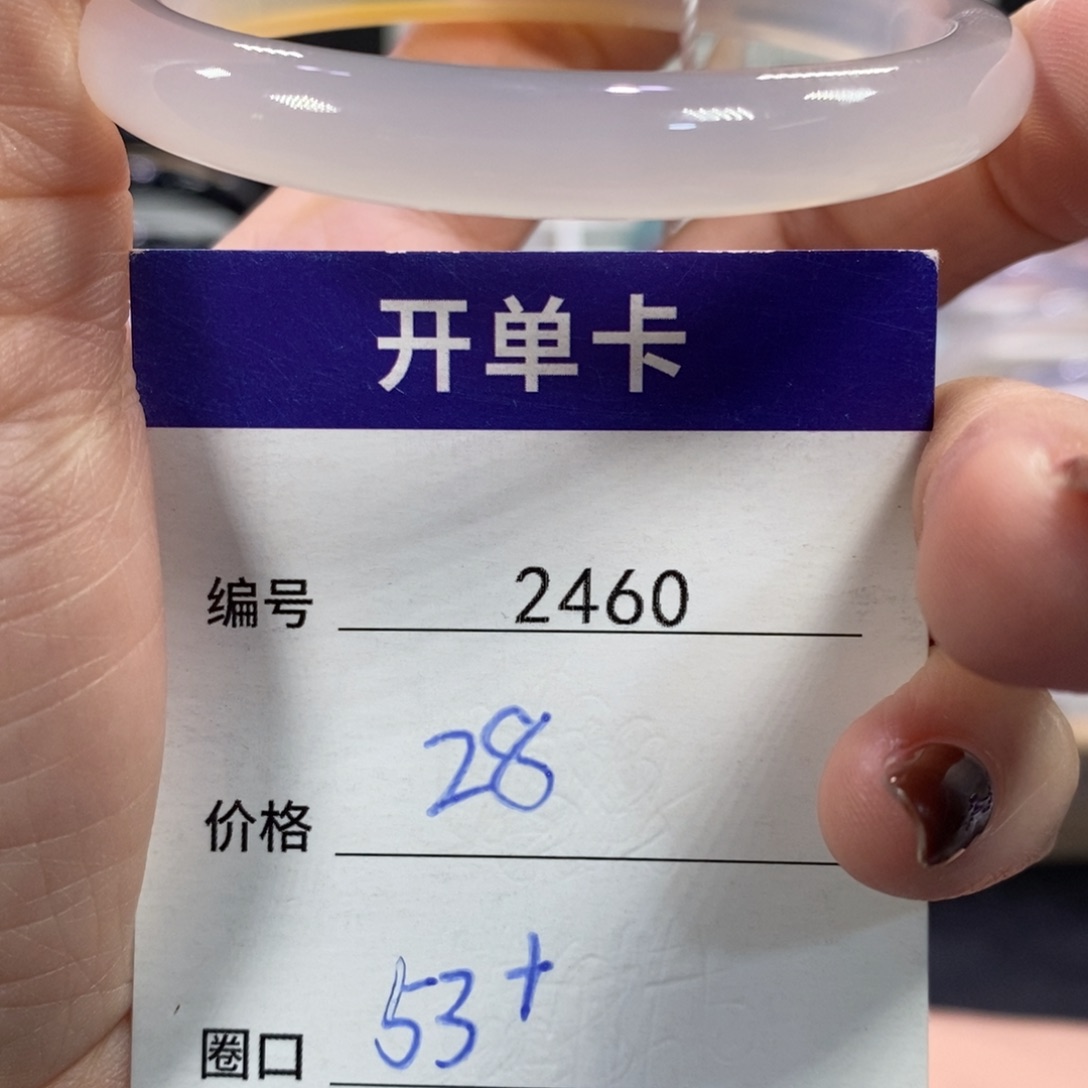 开单卡
编号 2460
价格 28
圈口 53+